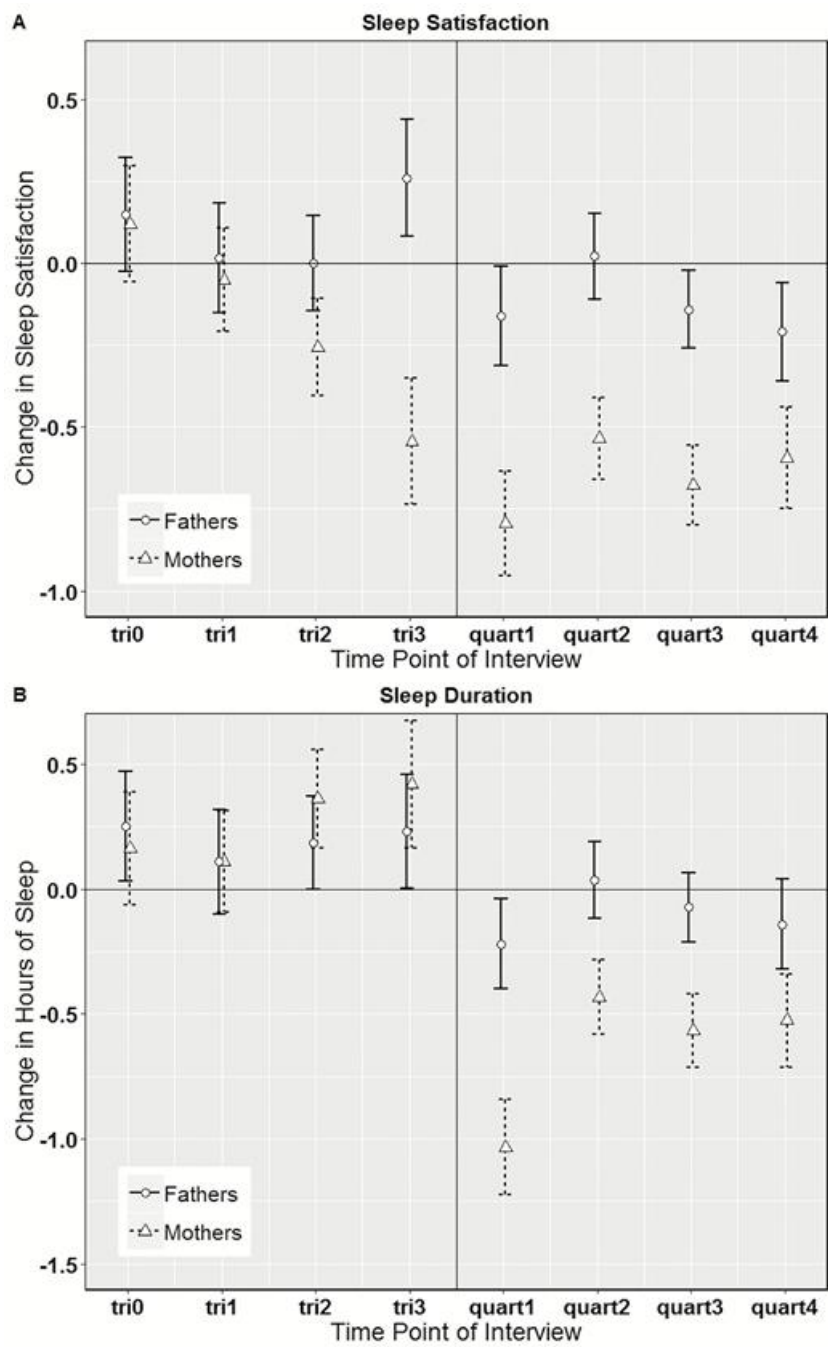 A
Sleep Satisfaction
Change in Sleep Satisfaction
0.5
0.0
-0.5
-1.0
Fathers
Mothers
tri0 tri1 tri2 tri3 quart1 quart2 quart3 quart4
Time Point of Interview
B
Sleep Duration
Change in Hours of Sleep
0.5
0.0
-0.5
-1.0
-1.5
Fathers
Mothers
tri0 tri1 tri2 tri3 quart1 quart2 quart3 quart4
Time Point of Interview